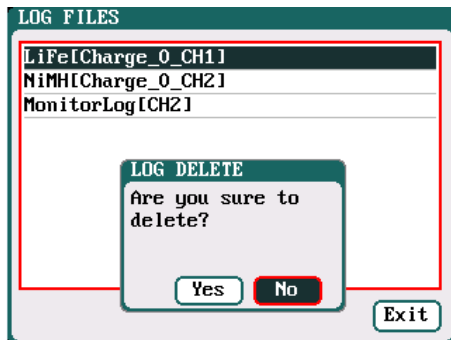 LOG FILES
LiFe[Charge_0_CH1]
NiMH[Charge_0_CH2]
MonitorLog[CH2]
LOG DELETE
Are you sure to
delete?
Yes No
Exit